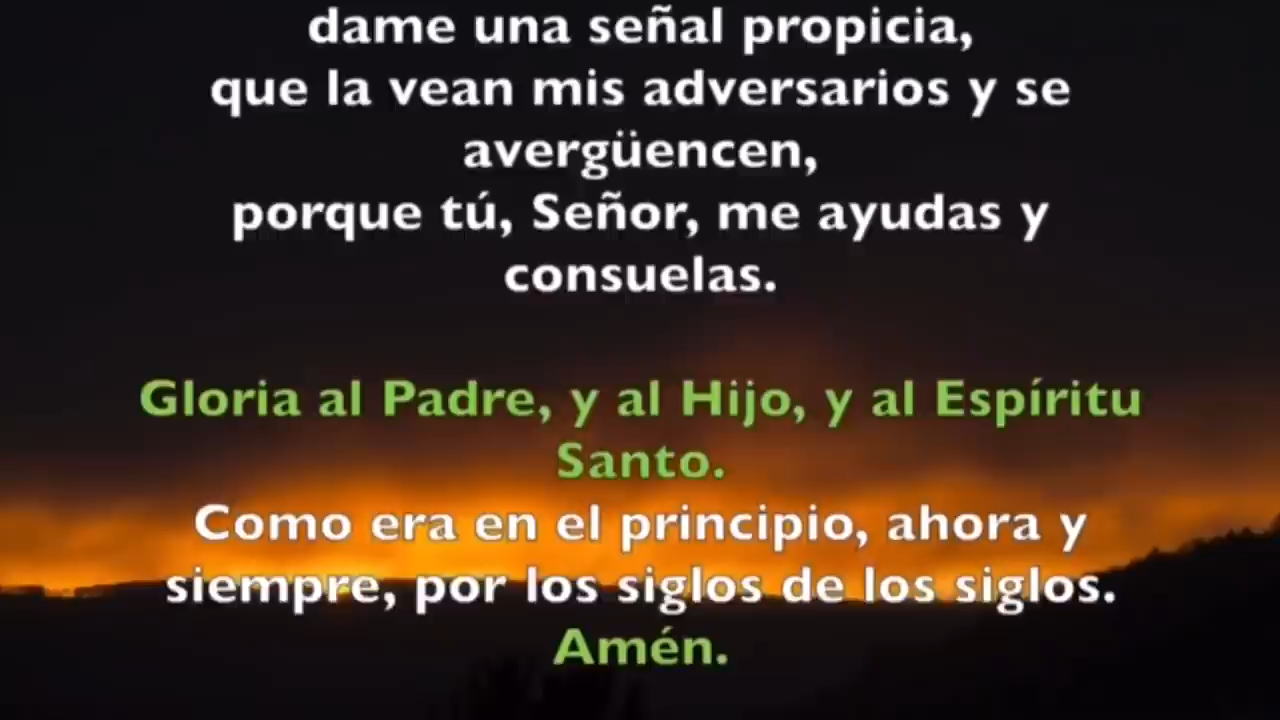 dame una señal propicia,
que la vean mis adversarios y se
avergüencen,
porque tú, Señor, me ayudas y
consuelas.
Gloria al Padre, y al Hijo, y al Espíritu
Santo.
Como era en el principio, ahora y
siempre, por los siglos de los siglos.
Amén.